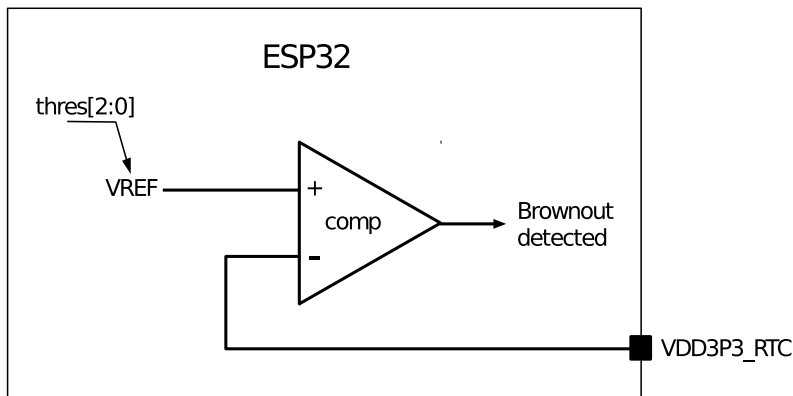 ESP32
thres[2:0]
VREF
+
comp
-
Brownout
detected
VDD3P3_RTC